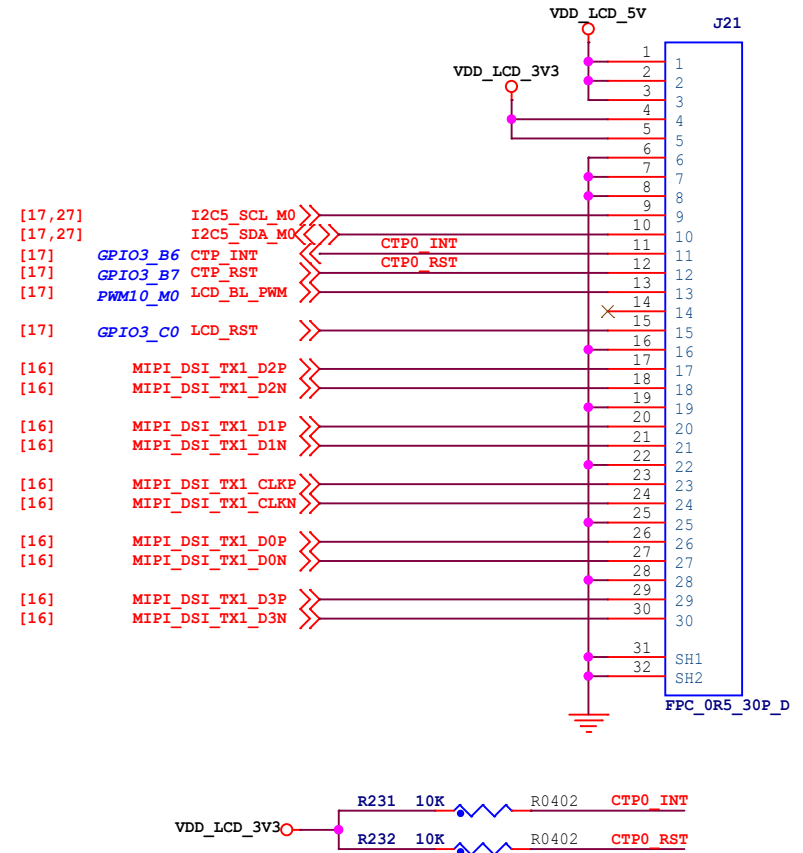 VDD_LCD_5V
J21
VDD_LCD_3V3
1 1
2 2
3 3
4 4
5 5
6 6
7 7
8 8
[17,27] I2C5_SCL_M0 9 9
[17,27] I2C5_SDA_M0 10 10
[17] GPIO3_B6 CTP_INT CTP0_INT 11 11
[17] GPIO3_B7 CTP_RST CTP0_RST 12 12
[17] PWM10_M0 LCD_BL_PWM 13 13
14 14
[17] GPIO3_C0 LCD_RST 15 15
16 16
[16] MIPI_DSI_TX1_D2P 17 17
[16] MIPI_DSI_TX1_D2N 18 18
19 19
[16] MIPI_DSI_TX1_D1P 20 20
[16] MIPI_DSI_TX1_D1N 21 21
22 22
[16] MIPI_DSI_TX1_CLKP 23 23
[16] MIPI_DSI_TX1_CLKN 24 24
25 25
[16] MIPI_DSI_TX1_D0P 26 26
[16] MIPI_DSI_TX1_D0N 27 27
28 28
[16] MIPI_DSI_TX1_D3P 29 29
[16] MIPI_DSI_TX1_D3N 30 30
31 SH1
32 SH2
FPC_0R5_30P_D
R231 10K R0402 CTP0_INT
VDD_LCD_3V3
R232 10K R0402 CTP0_RST